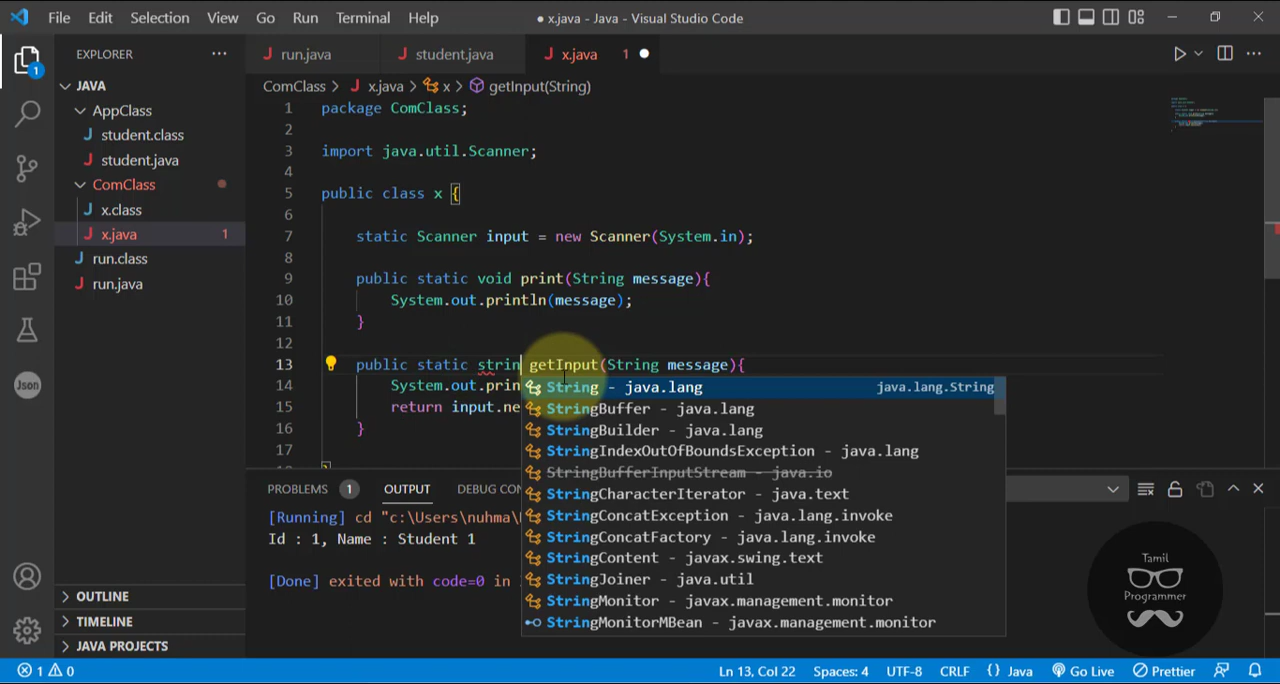 File Edit Selection View Go Run Terminal Help ● x.java - Java - Visual Studio Code
EXPLORER ... J run.java J student.java J x.java 1 ●
JAVA
ComClass > J x.java > x > getInput(String)
AppClass
J student.class
J student.java
ComClass
J x.class
J x.java 1
J run.class
J run.java
1 package ComClass;
2
3 import java.util.Scanner;
4
5 public class x {
6
7 static Scanner input = new Scanner(System.in);
8
9 public static void print(String message){
10 System.out.println(message);
11 }
12
13 public static strin getInput(String message){
14 System.out.prin
15 return input.ne
16 }
17
}
String - java.lang java.lang.String
StringBuffer - java.lang
StringBuilder - java.lang
StringIndexOutOfBoundsException - java.lang
StringBufferInputStream - java.io
StringCharacterIterator - java.text
StringConcatException - java.lang.invoke
StringConcatFactory - java.lang.invoke
StringContent - javax.swing.text
StringJoiner - java.util
StringMonitor - javax.management.monitor
StringMonitorMBean - javax.management.monitor
PROBLEMS 1 OUTPUT DEBUG CON
[Running] cd "c:\Users\nuhma\
Id : 1, Name : Student 1
[Done] exited with code=0 in
Tamil
Programmer
1
Json
OUTLINE
TIMELINE
JAVA PROJECTS
1 0 Ln 13, Col 22 Spaces: 4 UTF-8 CRLF {} Java Go Live Prettier